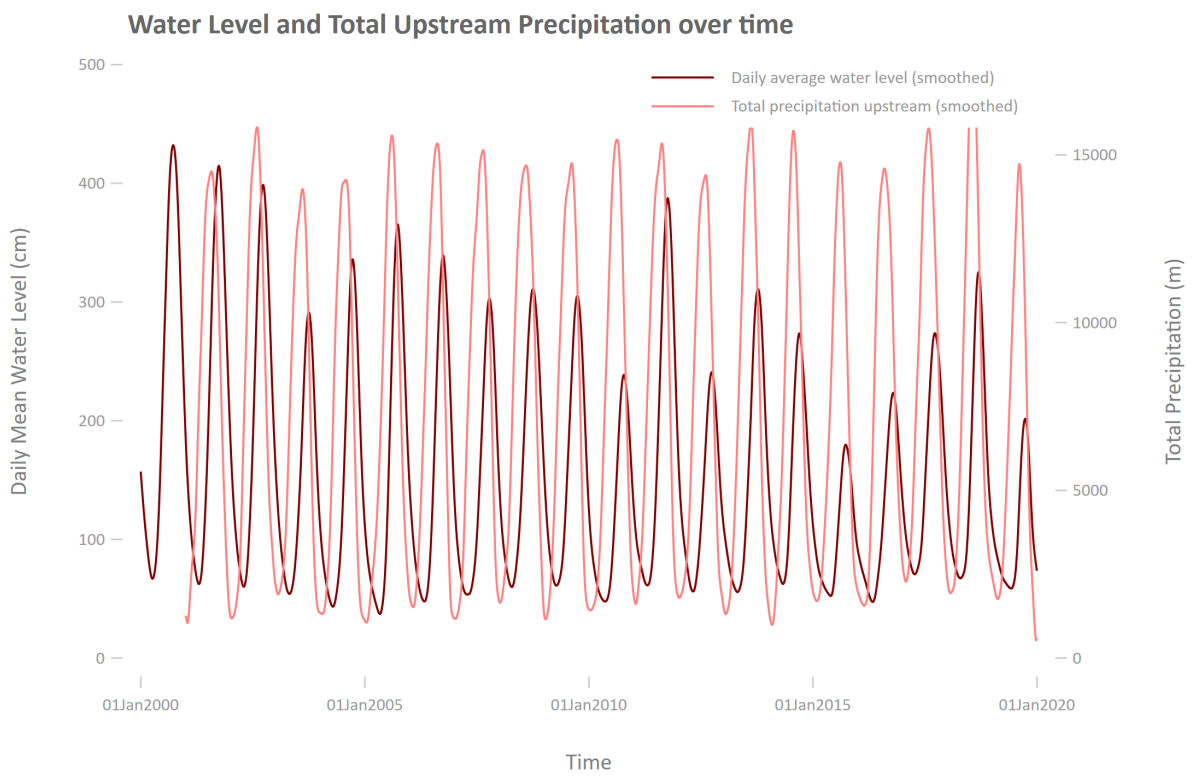 Water Level and Total Upstream Precipitation over time
Daily average water level (smoothed)
Total precipitation upstream (smoothed)
Daily Mean Water Level (cm)
500
400
300
200
100
0
Total Precipitation (m)
15000
10000
5000
0
01Jan2000
01Jan2005
01Jan2010
01Jan2015
01Jan2020
Time